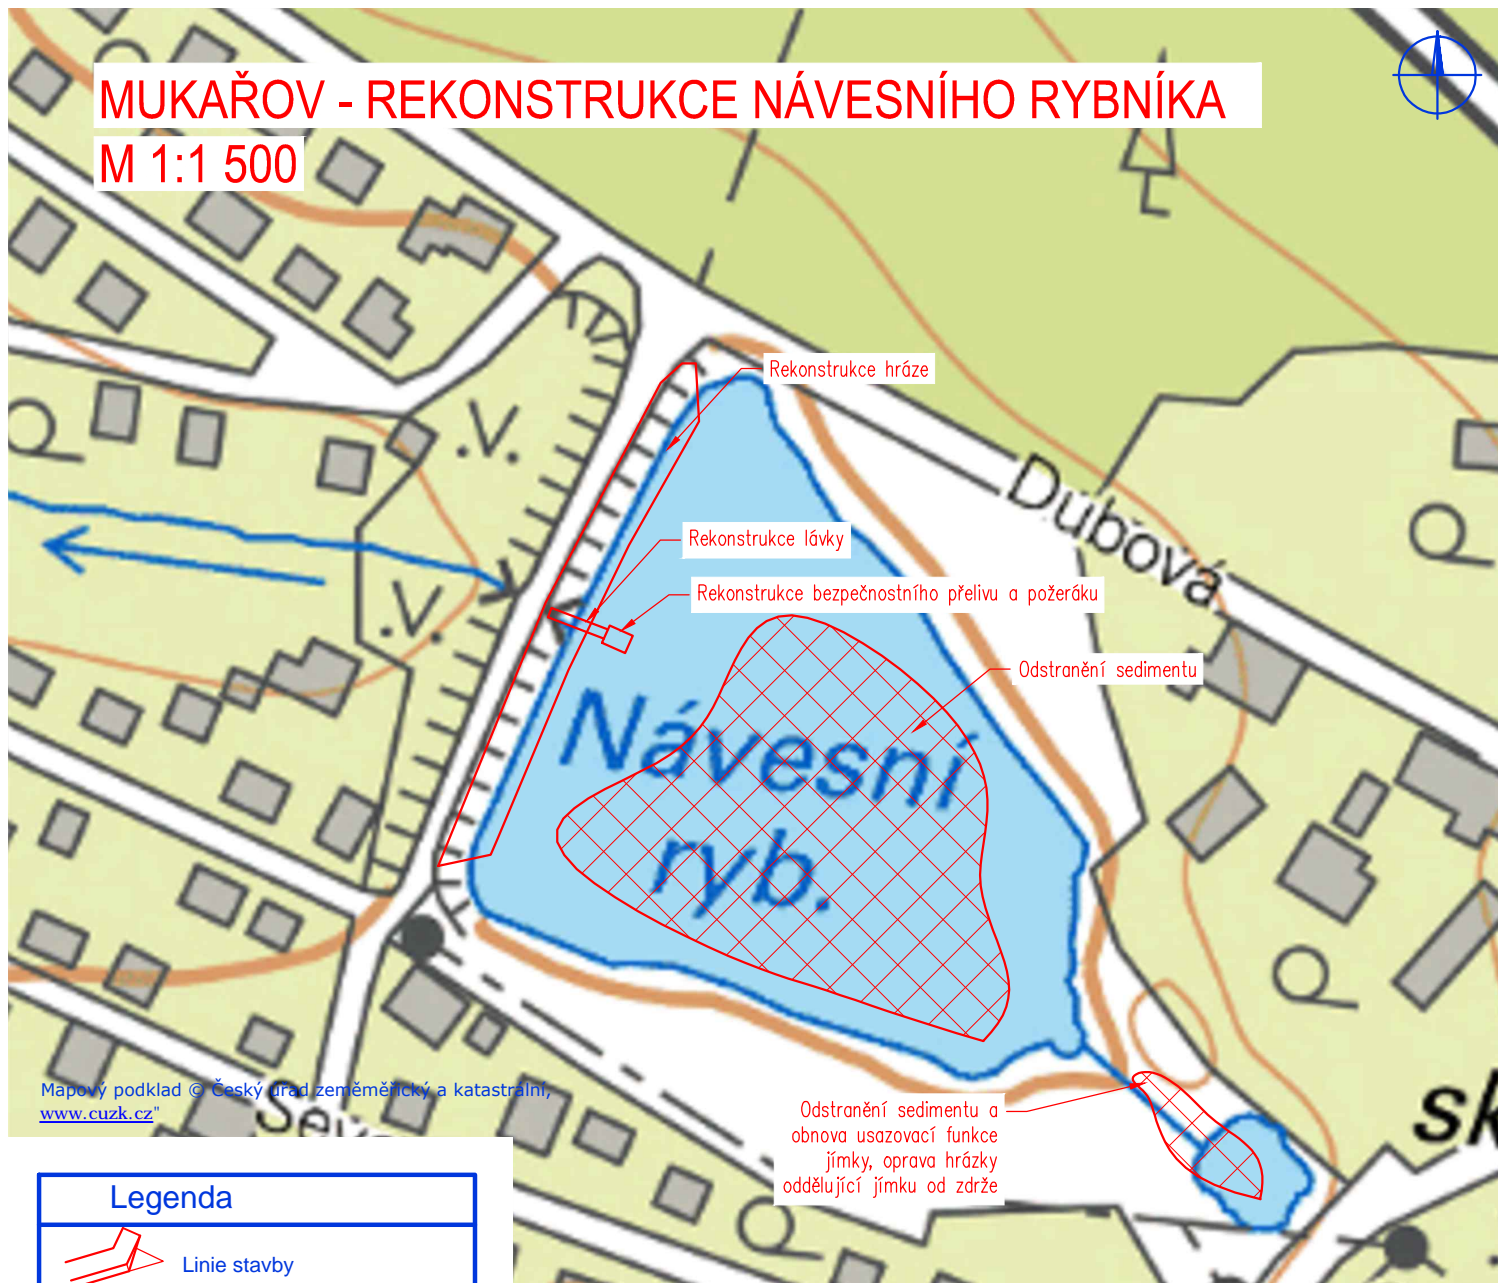 MUKAŘOV - REKONSTRUKCE NÁVESNÍHO RYBNÍKA
M 1:1 500
Rekonstrukce hráze
Dubová
Rekonstrukce lávky
Rekonstrukce bezpečnostního přelivu a požeráku
Odstranění sedimentu
Návesní
ryb.
.V.
.V.
Mapový podklad © Český úřad zeměměřický a katastrální,
www.cuzk.cz"
Odstranění sedimentu a
obnova usazovací funkce
jímky, oprava hrázky
oddělující jímku od zdrže
Legenda
Linie stavby